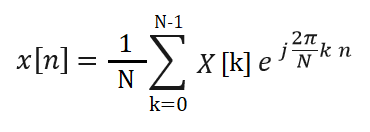 x[n] = 1/N ∑_{k=0}^{N-1} X[k] e^{j (2π/N) k n}